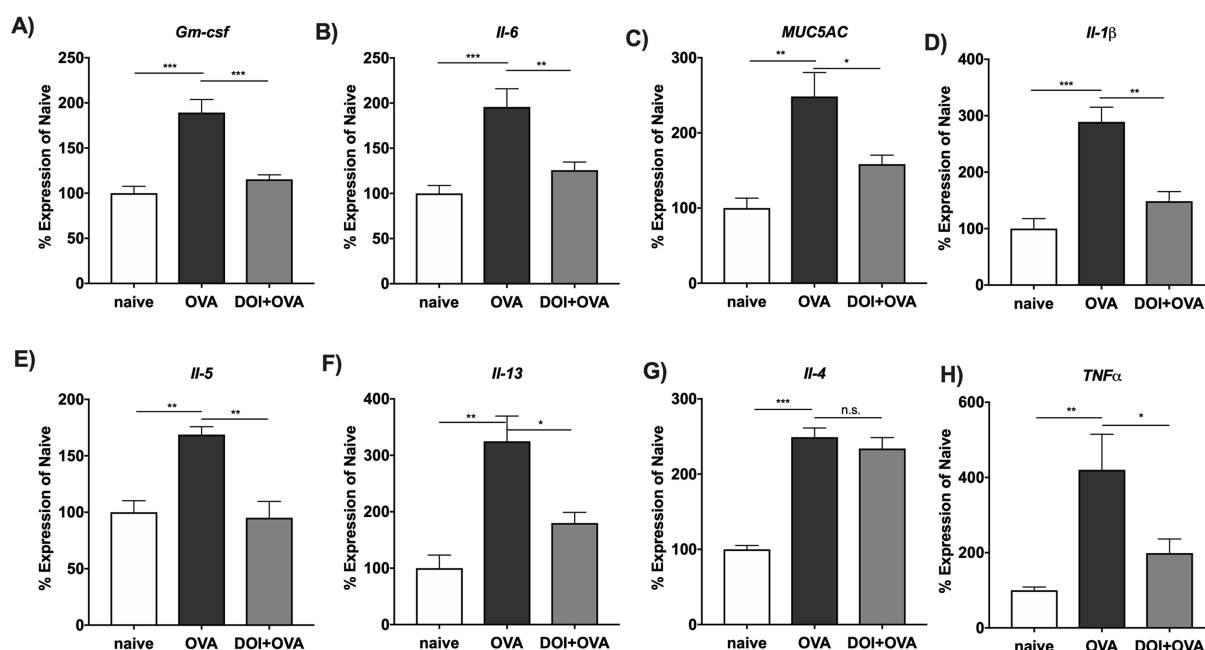 A)
Gm-csf
% Expression of Naive
250
200
150
100
50
0
***
***
naive OVA DOI+OVA
B)
Il-6
% Expression of Naive
250
200
150
100
50
0
***
**
naive OVA DOI+OVA
C)
MUC5AC
% Expression of Naive
300
200
100
0
**
*
naive OVA DOI+OVA
D)
Il-1β
% Expression of Naive
400
300
200
100
0
***
**
naive OVA DOI+OVA
E)
Il-5
% Expression of Naive
200
150
100
50
0
**
**
naive OVA DOI+OVA
F)
Il-13
% Expression of Naive
400
300
200
100
0
**
*
naive OVA DOI+OVA
G)
Il-4
% Expression of Naive
300
200
100
0
***
n.s.
naive OVA DOI+OVA
H)
TNFα
% Expression of Naive
600
400
200
0
**
*
naive OVA DOI+OVA